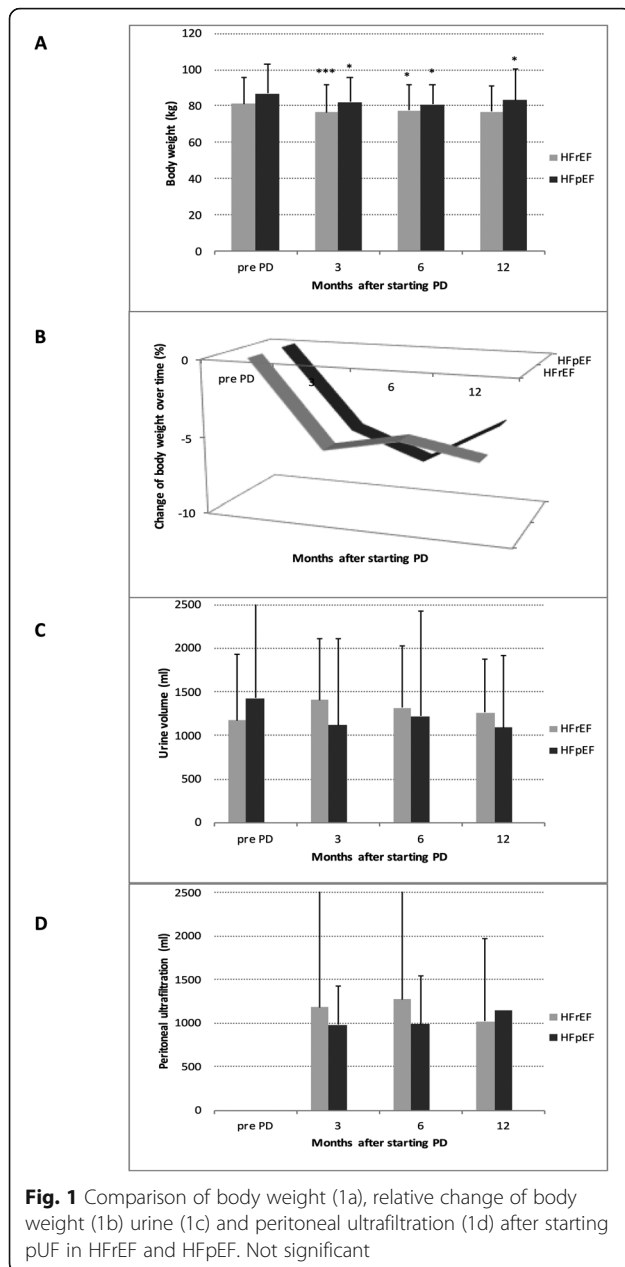 A
120
100
80
60
40
20
0
Body weight (kg)
*** *
* *
*
pre PD 3 6 12
Months after starting PD
HFrEF
HFpEF
B
0
-5
-10
Change of body weight over time (%)
pre PD 3 6 12
HFpEF
HFrEF
Months after starting PD
C
2500
2000
1500
1000
500
0
Urine volume (ml)
pre PD 3 6 12
Months after starting PD
HFrEF
HFpEF
D
2500
2000
1500
1000
500
0
Peritoneal ultrafiltration (ml)
pre PD 3 6 12
Months after starting PD
HFrEF
HFpEF
Fig. 1 Comparison of body weight (1a), relative change of body
weight (1b) urine (1c) and peritoneal ultrafiltration (1d) after starting
pUF in HFrEF and HFpEF. Not significant